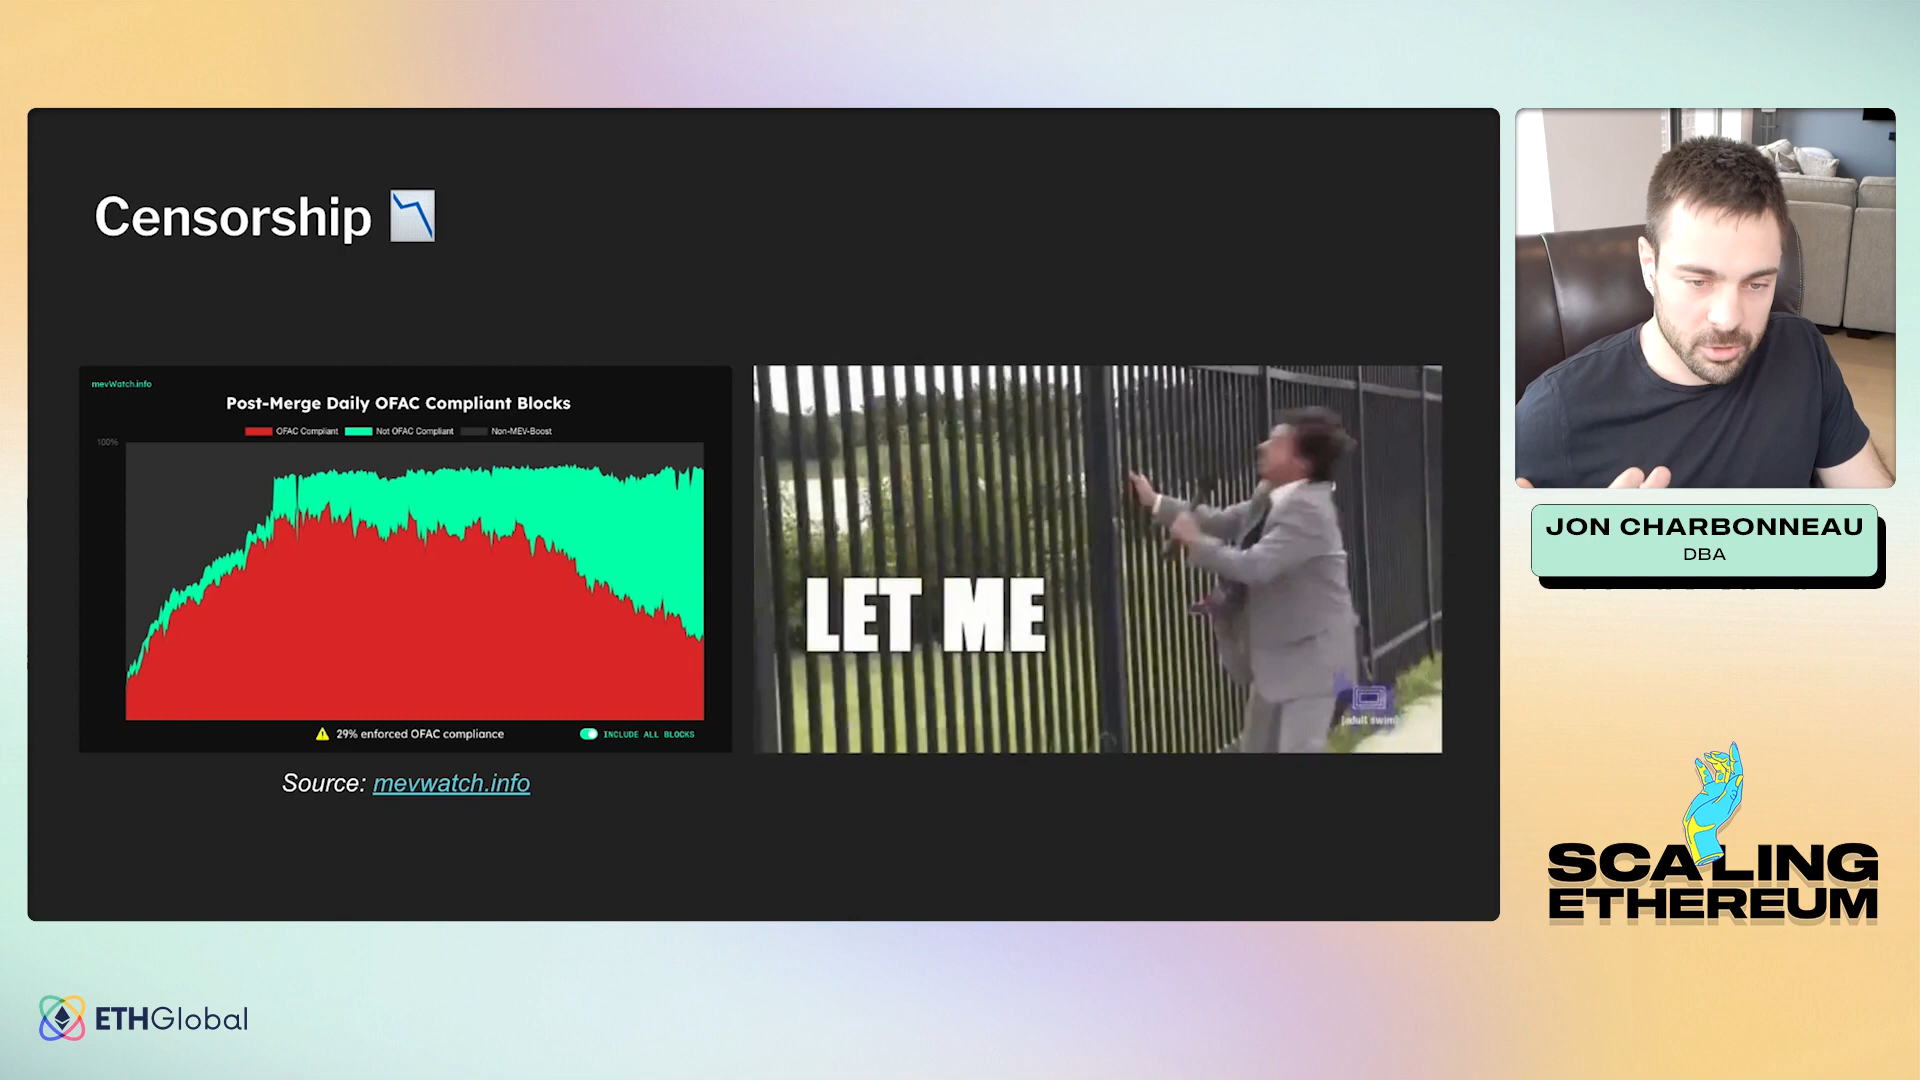 Censorship
mevWatch.info
Post-Merge Daily OFAC Compliant Blocks
OFAC Compliant Not OFAC Compliant Non-MEV-Boost
100%
29% enforced OFAC compliance
INCLUDE ALL BLOCKS
Source: mevwatch.info
LET ME
[adult swim]
JON CHARBONNEAU
DBA
SCALING
ETHEREUM
ETHGlobal